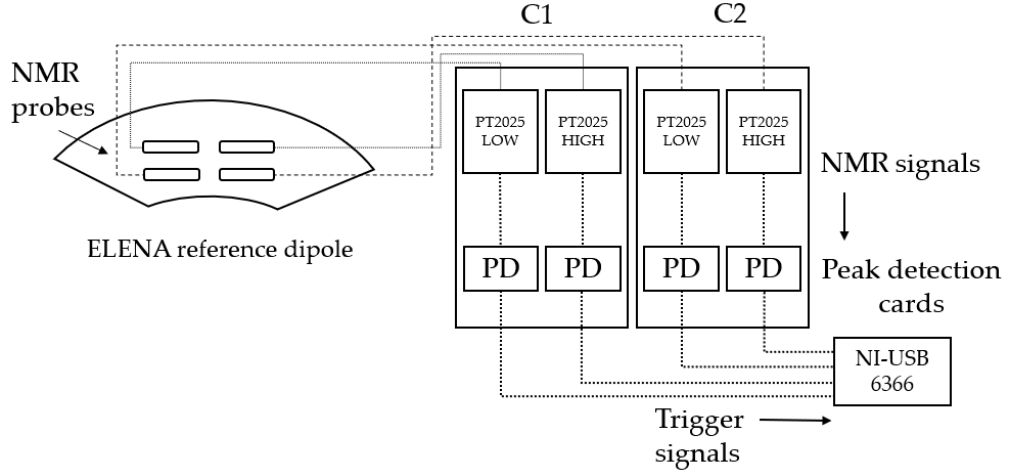 C1
C2
NMR
probes
PT2025
LOW
PT2025
HIGH
PT2025
LOW
PT2025
HIGH
NMR signals
ELENA reference dipole
PD
PD
PD
PD
Peak detection
cards
NI-USB
6366
Trigger
signals